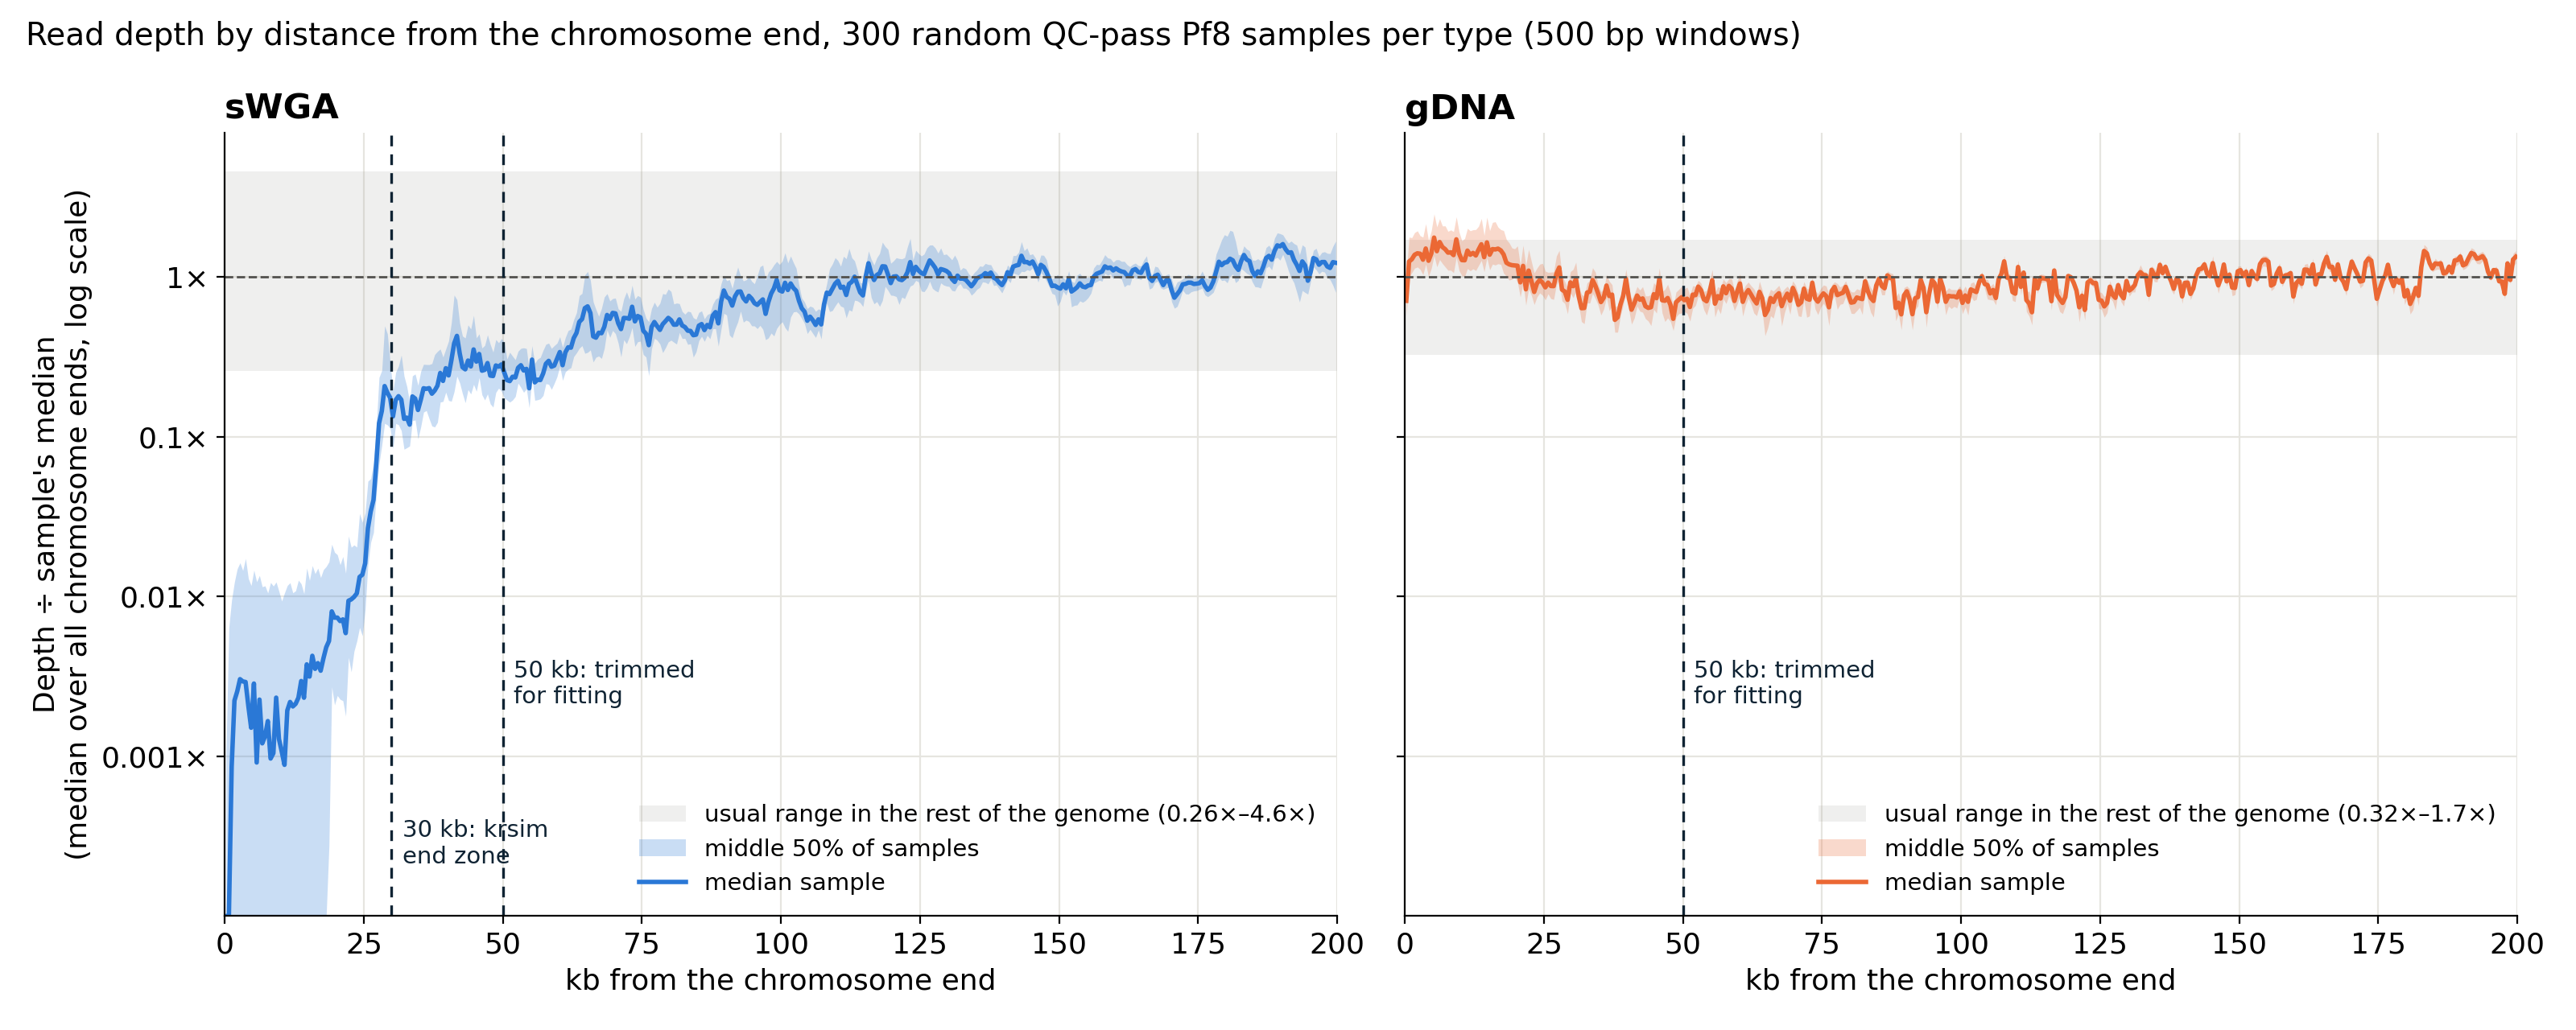 Read depth by distance from the chromosome end, 300 random QC-pass Pf8 samples per type (500 bp windows)
sWGA
Depth ÷ sample's median
(median over all chromosome ends, log scale)
1×
0.1×
0.01×
0.001×
50 kb: trimmed
for fitting
30 kb: krsim
end zone
usual range in the rest of the genome (0.26×–4.6×)
middle 50% of samples
median sample
0 25 50 75 100 125 150 175 200
kb from the chromosome end
gDNA
50 kb: trimmed
for fitting
usual range in the rest of the genome (0.32×–1.7×)
middle 50% of samples
median sample
0 25 50 75 100 125 150 175 200
kb from the chromosome end